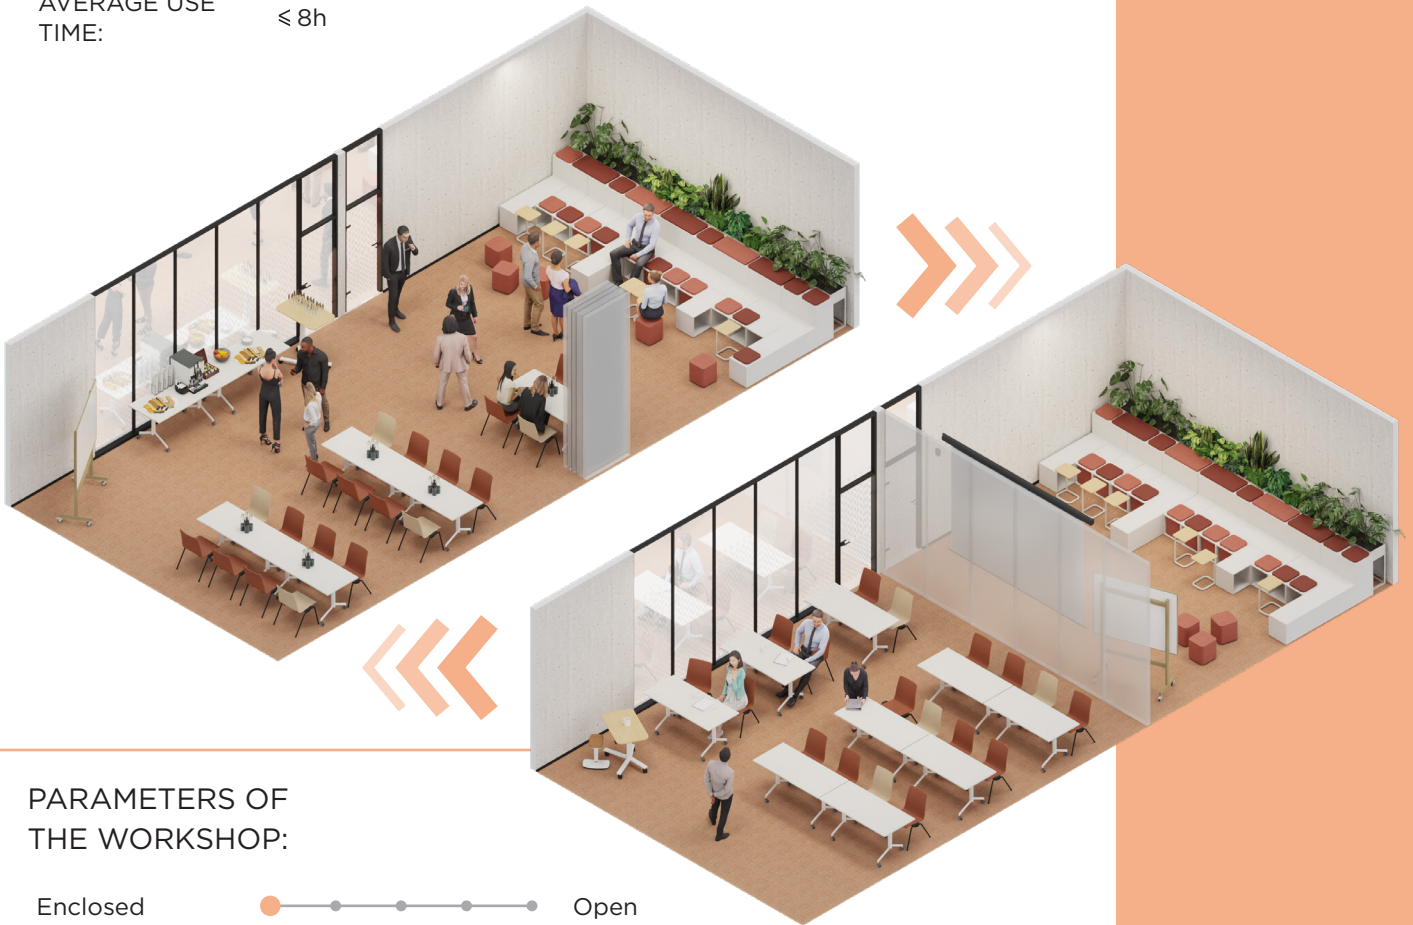 AVERAGE USE
TIME:
⩽ 8h
PARAMETERS OF
THE WORKSHOP:
Enclosed
Open